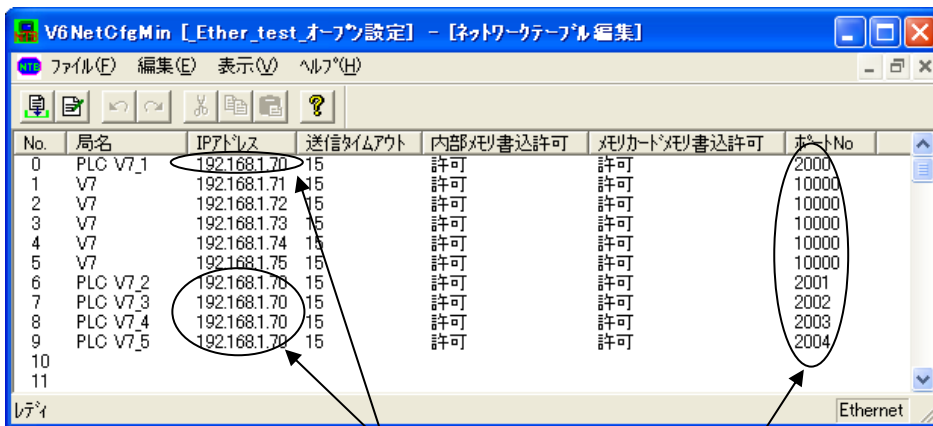 V6NetCfgMin [_Ether_test_オープン設定] - [ネットワークテーブル編集]
NTB ファイル(F) 編集(E) 表示(V) ヘルプ(H)
No. 局名 IPアドレス 送信タイムアウト 内部メモリ書込許可 メモリカードメモリ書込許可 ポートNo
0 PLC V7_1 192.168.1.70 15 許可 許可 2000
1 V7 192.168.1.71 15 許可 許可 10000
2 V7 192.168.1.72 15 許可 許可 10000
3 V7 192.168.1.73 15 許可 許可 10000
4 V7 192.168.1.74 15 許可 許可 10000
5 V7 192.168.1.75 15 許可 許可 10000
6 PLC V7_2 192.168.1.70 15 許可 許可 2001
7 PLC V7_3 192.168.1.70 15 許可 許可 2002
8 PLC V7_4 192.168.1.70 15 許可 許可 2003
9 PLC V7_5 192.168.1.70 15 許可 許可 2004
10
11
レディ Ethernet